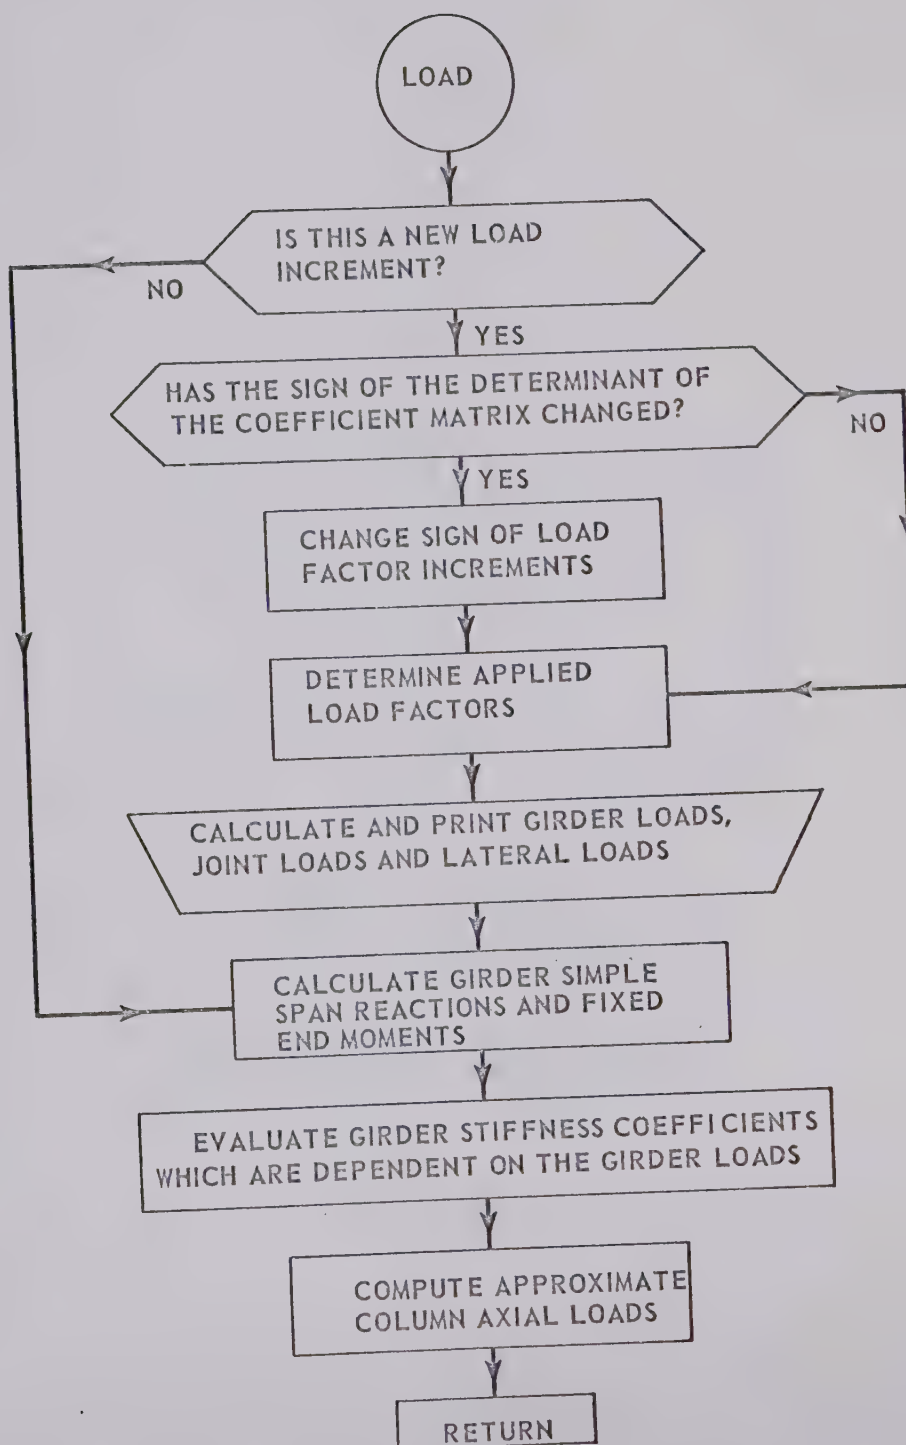 LOAD
IS THIS A NEW LOAD
INCREMENT?
NO
YES
HAS THE SIGN OF THE DETERMINANT OF
THE COEFFICIENT MATRIX CHANGED?
NO
YES
CHANGE SIGN OF LOAD
FACTOR INCREMENTS
DETERMINE APPLIED
LOAD FACTORS
CALCULATE AND PRINT GIRDER LOADS,
JOINT LOADS AND LATERAL LOADS
CALCULATE GIRDER SIMPLE
SPAN REACTIONS AND FIXED
END MOMENTS
EVALUATE GIRDER STIFFNESS COEFFICIENTS
WHICH ARE DEPENDENT ON THE GIRDER LOADS
COMPUTE APPROXIMATE
COLUMN AXIAL LOADS
RETURN